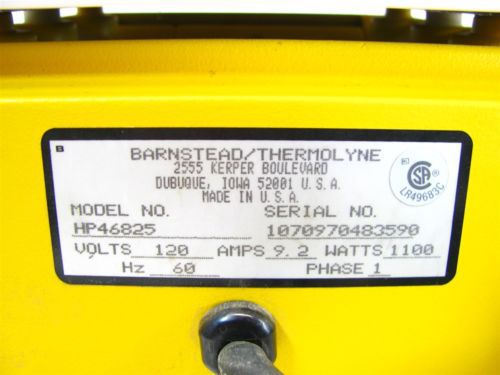 B
BARNSTEAD/THERMOLYNE
2555 KERPER BOULEVARD
DUBUQUE, IOWA 52001 U.S.A.
MADE IN U.S.A.
MODEL NO. SERIAL NO.
HP46825 1070970483590
VOLTS 120 AMPS 9.2 WATTS 1100
Hz 60 PHASE 1
SA
LR49683C